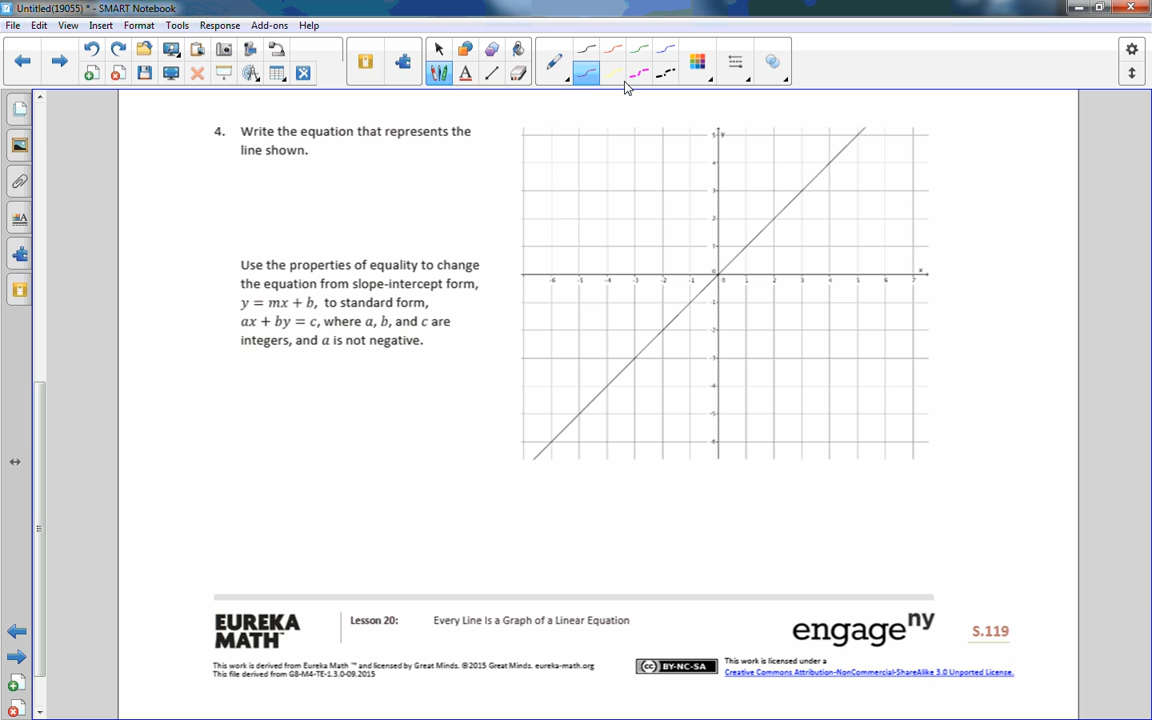 Untitled(19055) * - SMART Notebook
File Edit View Insert Format Tools Response Add-ons Help
4. Write the equation that represents the
line shown.
Use the properties of equality to change
the equation from slope-intercept form,
y = mx + b, to standard form,
ax + by = c, where a, b, and c are
integers, and a is not negative.
y
5
4
3
2
1
0
x
-6 -5 -4 -3 -2 -1 0 1 2 3 4 5 6 7
-1
-2
-3
-4
-5
-6
EUREKA
MATH™
Lesson 20: Every Line Is a Graph of a Linear Equation
engage ny
S.119
This work is derived from Eureka Math ™ and licensed by Great Minds. ©2015 Great Minds. eureka-math.org
This file derived from G8-M4-TE-1.3.0-09.2015
cc BY-NC-SA
This work is licensed under a
Creative Commons Attribution-NonCommercial-ShareAlike 3.0 Unported License.